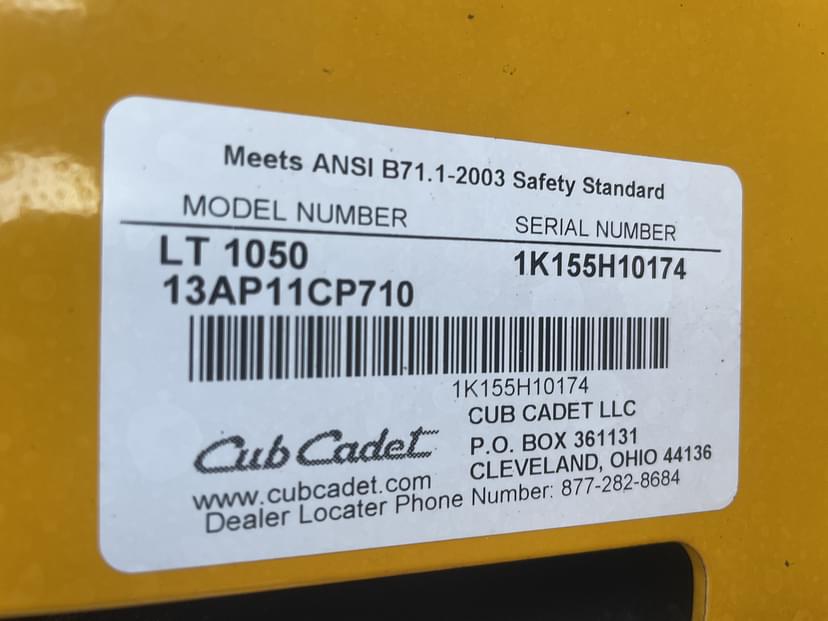 Meets ANSI B71.1-2003 Safety Standard
MODEL NUMBER SERIAL NUMBER
LT 1050 1K155H10174
13AP11CP710
1K155H10174
CUB CADET LLC
Cub Cadet P.O. BOX 361131
CLEVELAND, OHIO 44136
www.cubcadet.com
Dealer Locater Phone Number: 877-282-8684